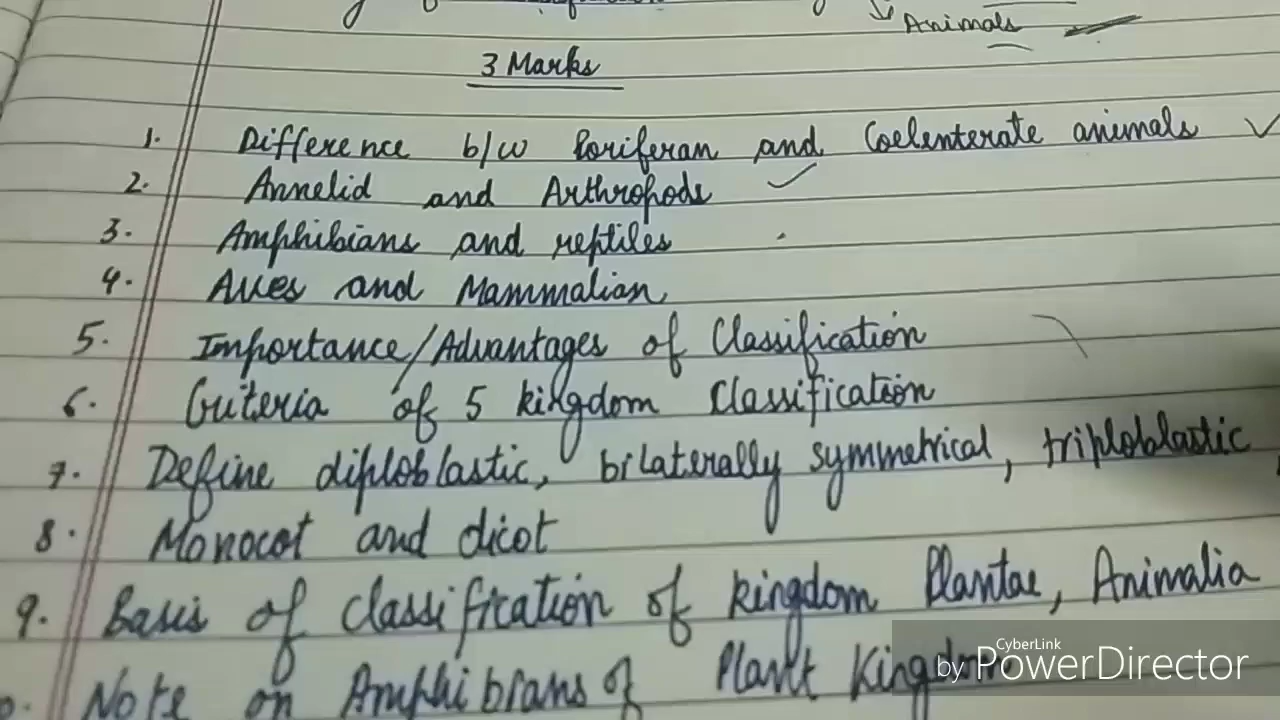 Animals
3 Marks
1. Difference b/w Poriferan and Coelenterate animals
2. Annelid and Arthropods
3. Amphibians and reptiles
4. Aves and Mammalian
5. Importance/Advantages of Classification
6. Criteria of 5 kingdom Classification
7. Define diploblastic, bilaterally symmetrical, triploblastic
8. Monocot and dicot
9. Basis of classification of kingdom Plantae, Animalia
Note on Amphibians of Plant Kingdom
CyberLink
by PowerDirector